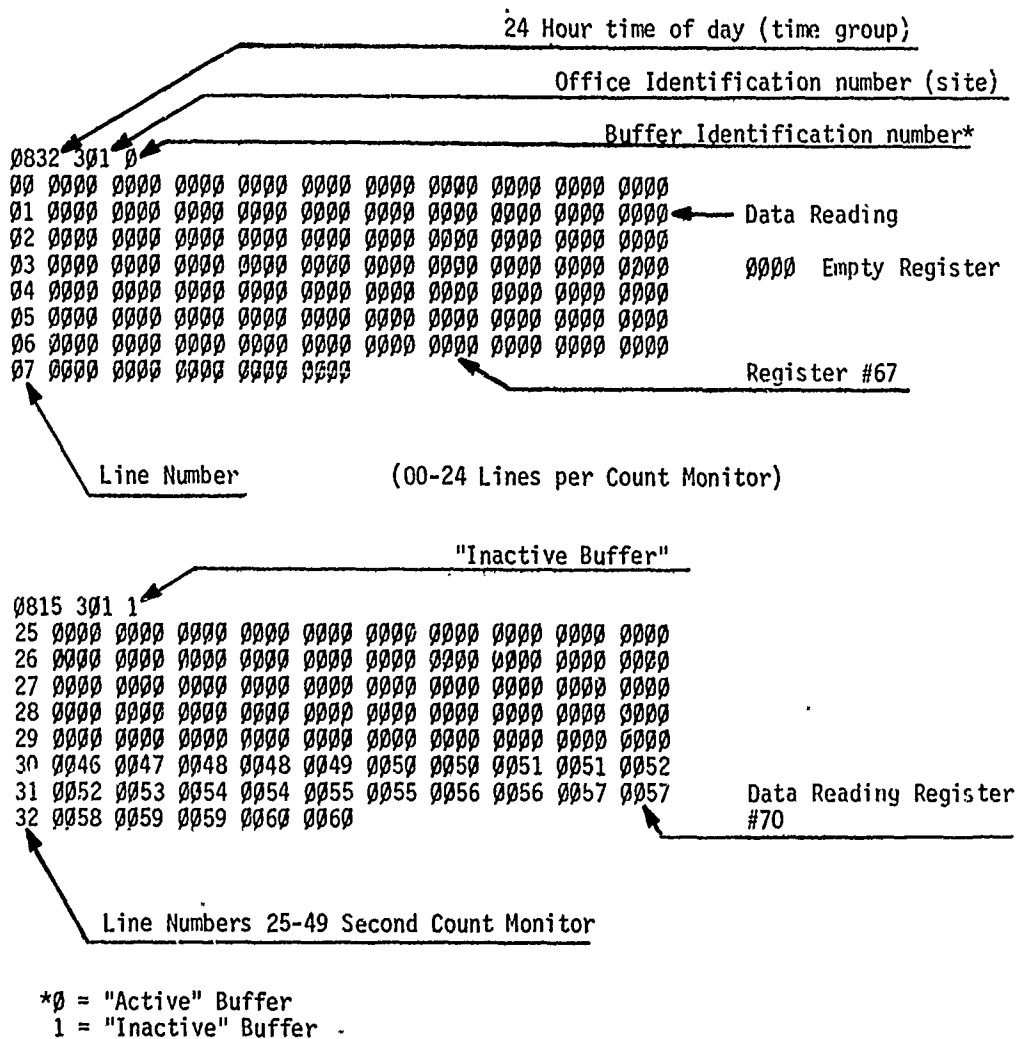 24 Hour time of day (time group)
Office Identification number (site)
Buffer Identification number*
Ø832 3Ø1 Ø
ØØ ØØØØ ØØØØ ØØØØ ØØØØ ØØØØ ØØØØ ØØØØ ØØØØ ØØØØ ØØØØ
Ø1 ØØØØ ØØØØ ØØØØ ØØØØ ØØØØ ØØØØ ØØØØ ØØØØ ØØØØ ØØØØ Data Reading
Ø2 ØØØØ ØØØØ ØØØØ ØØØØ ØØØØ ØØØØ ØØØØ ØØØØ ØØØØ ØØØØ
Ø3 ØØØØ ØØØØ ØØØØ ØØØØ ØØØØ ØØØØ ØØØØ ØØØØ ØØØØ ØØØØ ØØØØ Empty Register
Ø4 ØØØØ ØØØØ ØØØØ ØØØØ ØØØØ ØØØØ ØØØØ ØØØØ ØØØØ ØØØØ
Ø5 ØØØØ ØØØØ ØØØØ ØØØØ ØØØØ ØØØØ ØØØØ ØØØØ ØØØØ ØØØØ
Ø6 ØØØØ ØØØØ ØØØØ ØØØØ ØØØØ ØØØØ ØØØØ ØØØØ ØØØØ ØØØØ
Ø7 ØØØØ ØØØØ ØØØØ ØØØØ ØØØØ Register #67
Line Number (00-24 Lines per Count Monitor)
"Inactive Buffer"
Ø815 3Ø1 1
25 ØØØØ ØØØØ ØØØØ ØØØØ ØØØØ ØØØØ ØØØØ ØØØØ ØØØØ ØØØØ
26 ØØØØ ØØØØ ØØØØ ØØØØ ØØØØ ØØØØ ØØØØ ØØØØ ØØØØ ØØØØ
27 ØØØØ ØØØØ ØØØØ ØØØØ ØØØØ ØØØØ ØØØØ ØØØØ ØØØØ ØØØØ
28 ØØØØ ØØØØ ØØØØ ØØØØ ØØØØ ØØØØ ØØØØ ØØØØ ØØØØ ØØØØ
29 ØØØØ ØØØØ ØØØØ ØØØØ ØØØØ ØØØØ ØØØØ ØØØØ ØØØØ ØØØØ
3Ø ØØ46 ØØ47 ØØ48 ØØ48 ØØ49 ØØ5Ø ØØ5Ø ØØ51 ØØ51 ØØ52
31 ØØ52 ØØ53 ØØ54 ØØ54 ØØ55 ØØ55 ØØ56 ØØ56 ØØ57 ØØ57 Data Reading Register
32 ØØ58 ØØ59 ØØ59 ØØ6Ø ØØ6Ø #70
Line Numbers 25-49 Second Count Monitor
*Ø = "Active" Buffer
1 = "Inactive" Buffer